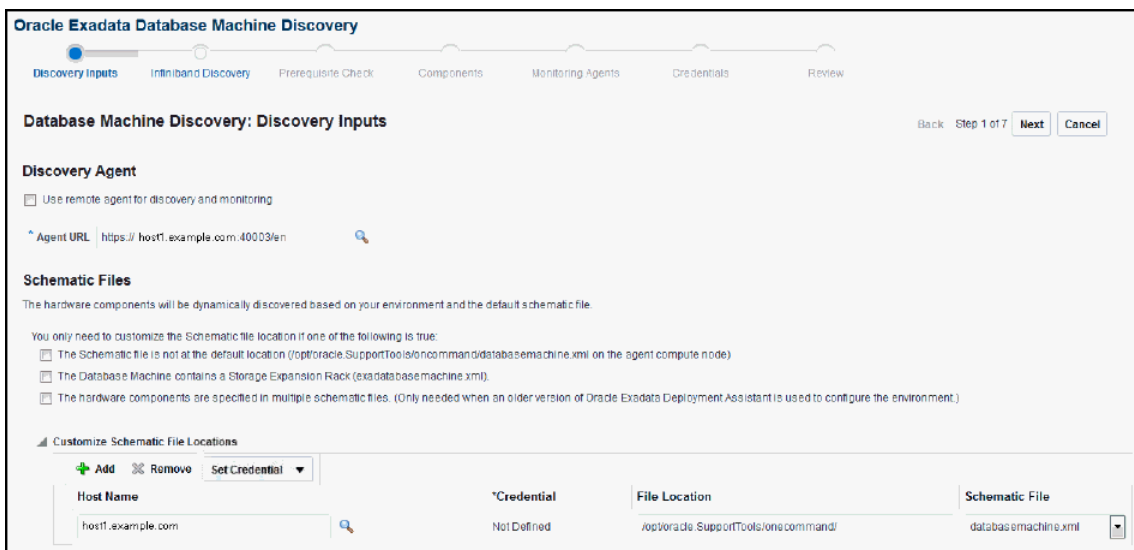 Oracle Exadata Database Machine Discovery
Discovery Inputs Infiniband Discovery Prerequisite Check Components Monitoring Agents Credentials Review
Database Machine Discovery: Discovery Inputs
Back Step 1 of 7 Next Cancel
Discovery Agent
Use remote agent for discovery and monitoring
* Agent URL https:// host1.example.com:40003/en
Schematic Files
The hardware components will be dynamically discovered based on your environment and the default schematic file.
You only need to customize the Schematic file location if one of the following is true:
The Schematic file is not at the default location (/opt/oracle.SupportTools/onecommand/databasemachine.xml on the agent compute node)
The Database Machine contains a Storage Expansion Rack (exadatabasemachine.xml).
The hardware components are specified in multiple schematic files. (Only needed when an older version of Oracle Exadata Deployment Assistant is used to configure the environment.)
Customize Schematic File Locations
Add Remove Set Credential
Host Name *Credential File Location Schematic File
host1.example.com Not Defined /opt/oracle.SupportTools/onecommand/ databasemachine.xml